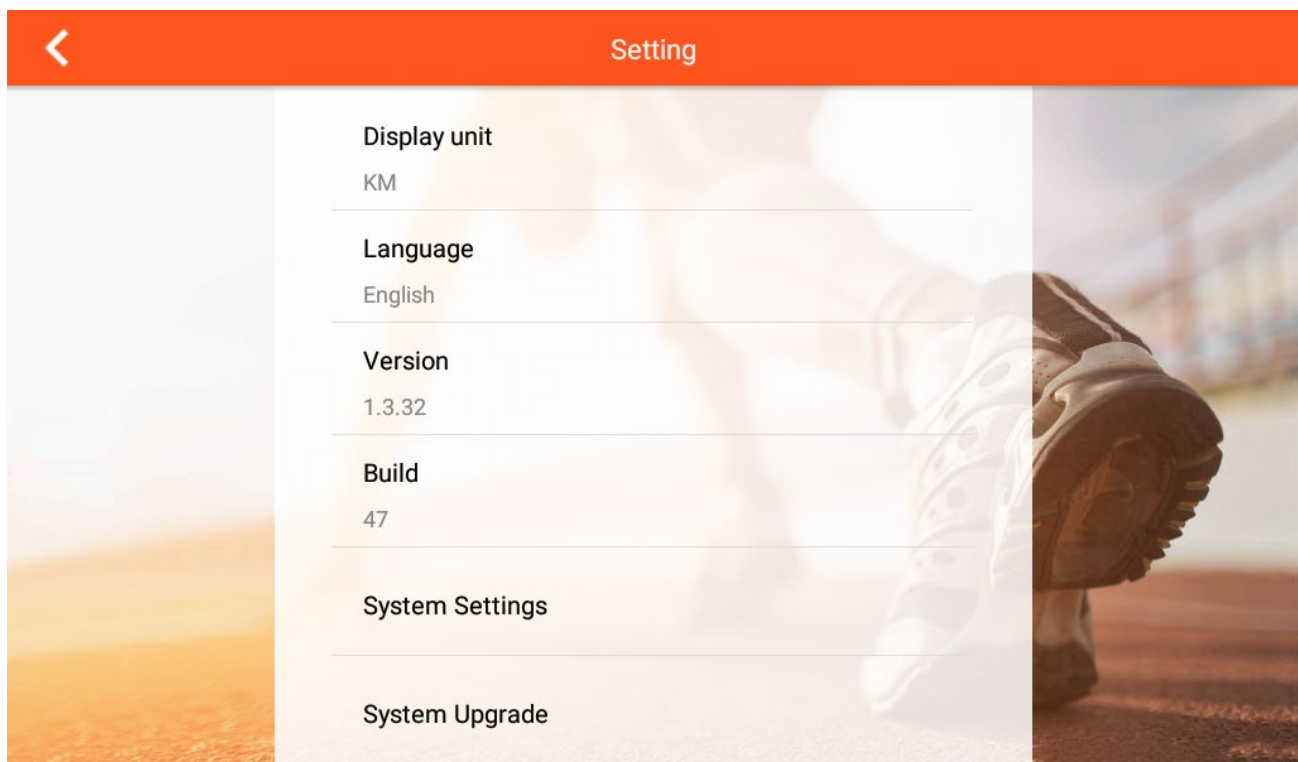 Setting
Display unit
KM
Language
English
Version
1.3.32
Build
47
System Settings
System Upgrade